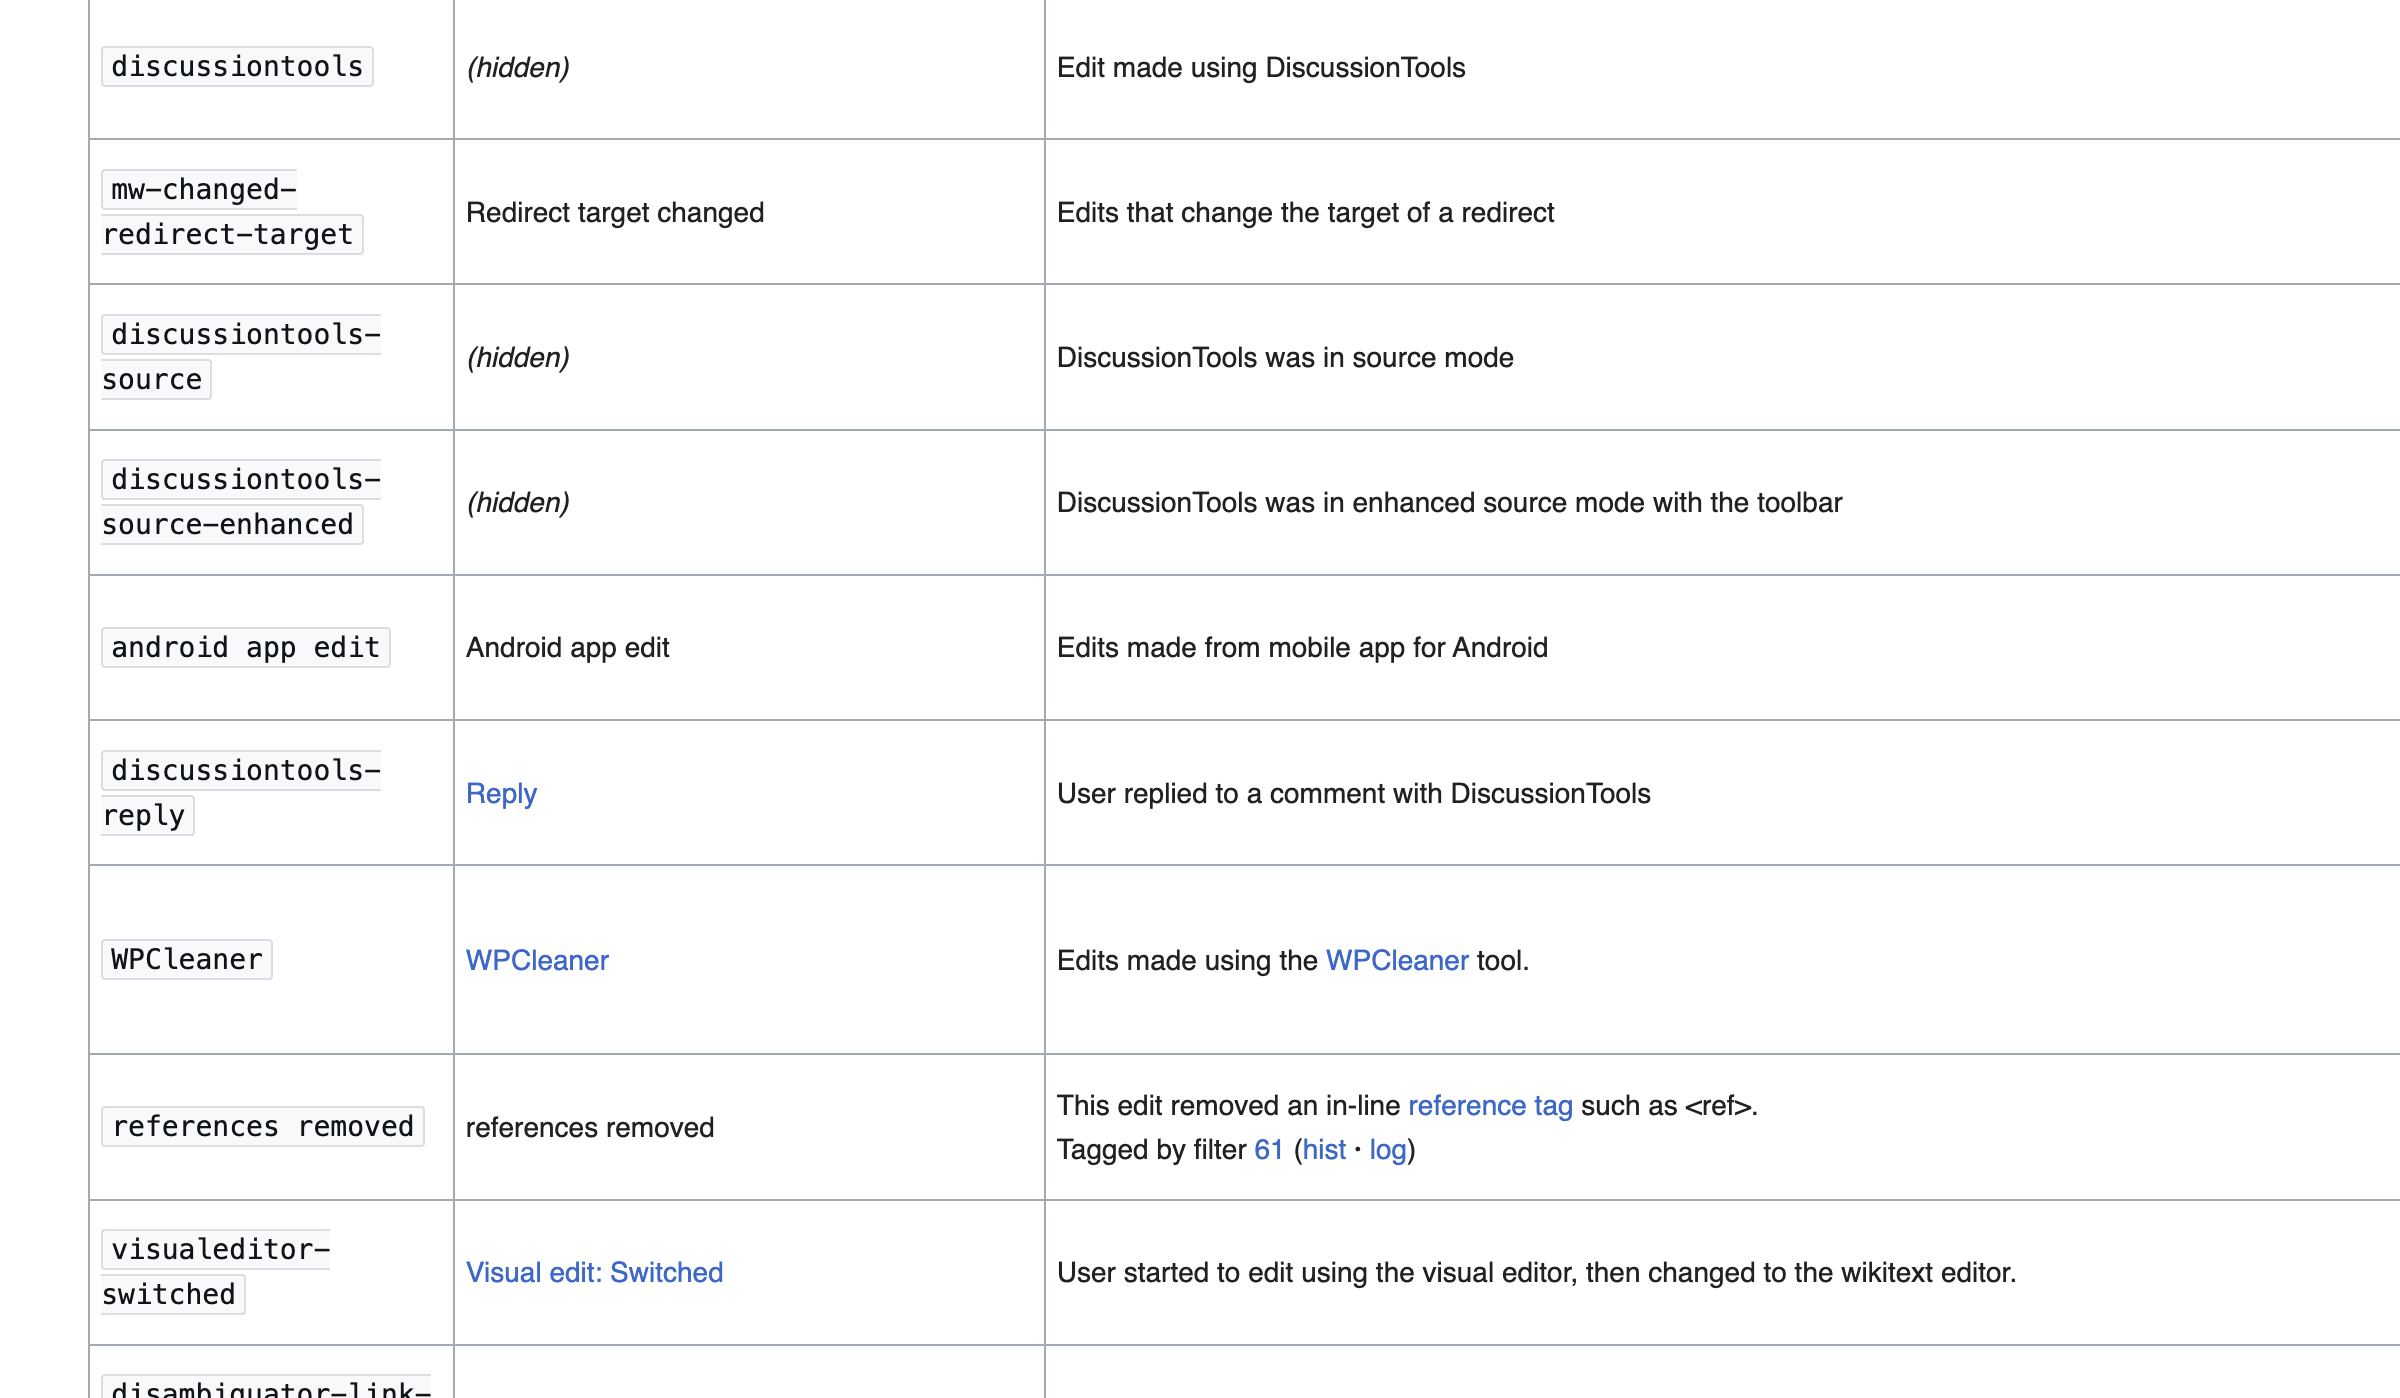 discussiontools
(hidden)
Edit made using DiscussionTools
mw-changed-
redirect-target
Redirect target changed
Edits that change the target of a redirect
discussiontools-
source
(hidden)
DiscussionTools was in source mode
discussiontools-
source-enhanced
(hidden)
DiscussionTools was in enhanced source mode with the toolbar
android app edit
Android app edit
Edits made from mobile app for Android
discussiontools-
reply
Reply
User replied to a comment with DiscussionTools
WPCleaner
WPCleaner
Edits made using the WPCleaner tool.
references removed
references removed
This edit removed an in-line reference tag such as <ref>.
Tagged by filter 61 (hist · log)
visualeditor-
switched
Visual edit: Switched
User started to edit using the visual editor, then changed to the wikitext editor.
disambiguator-link-